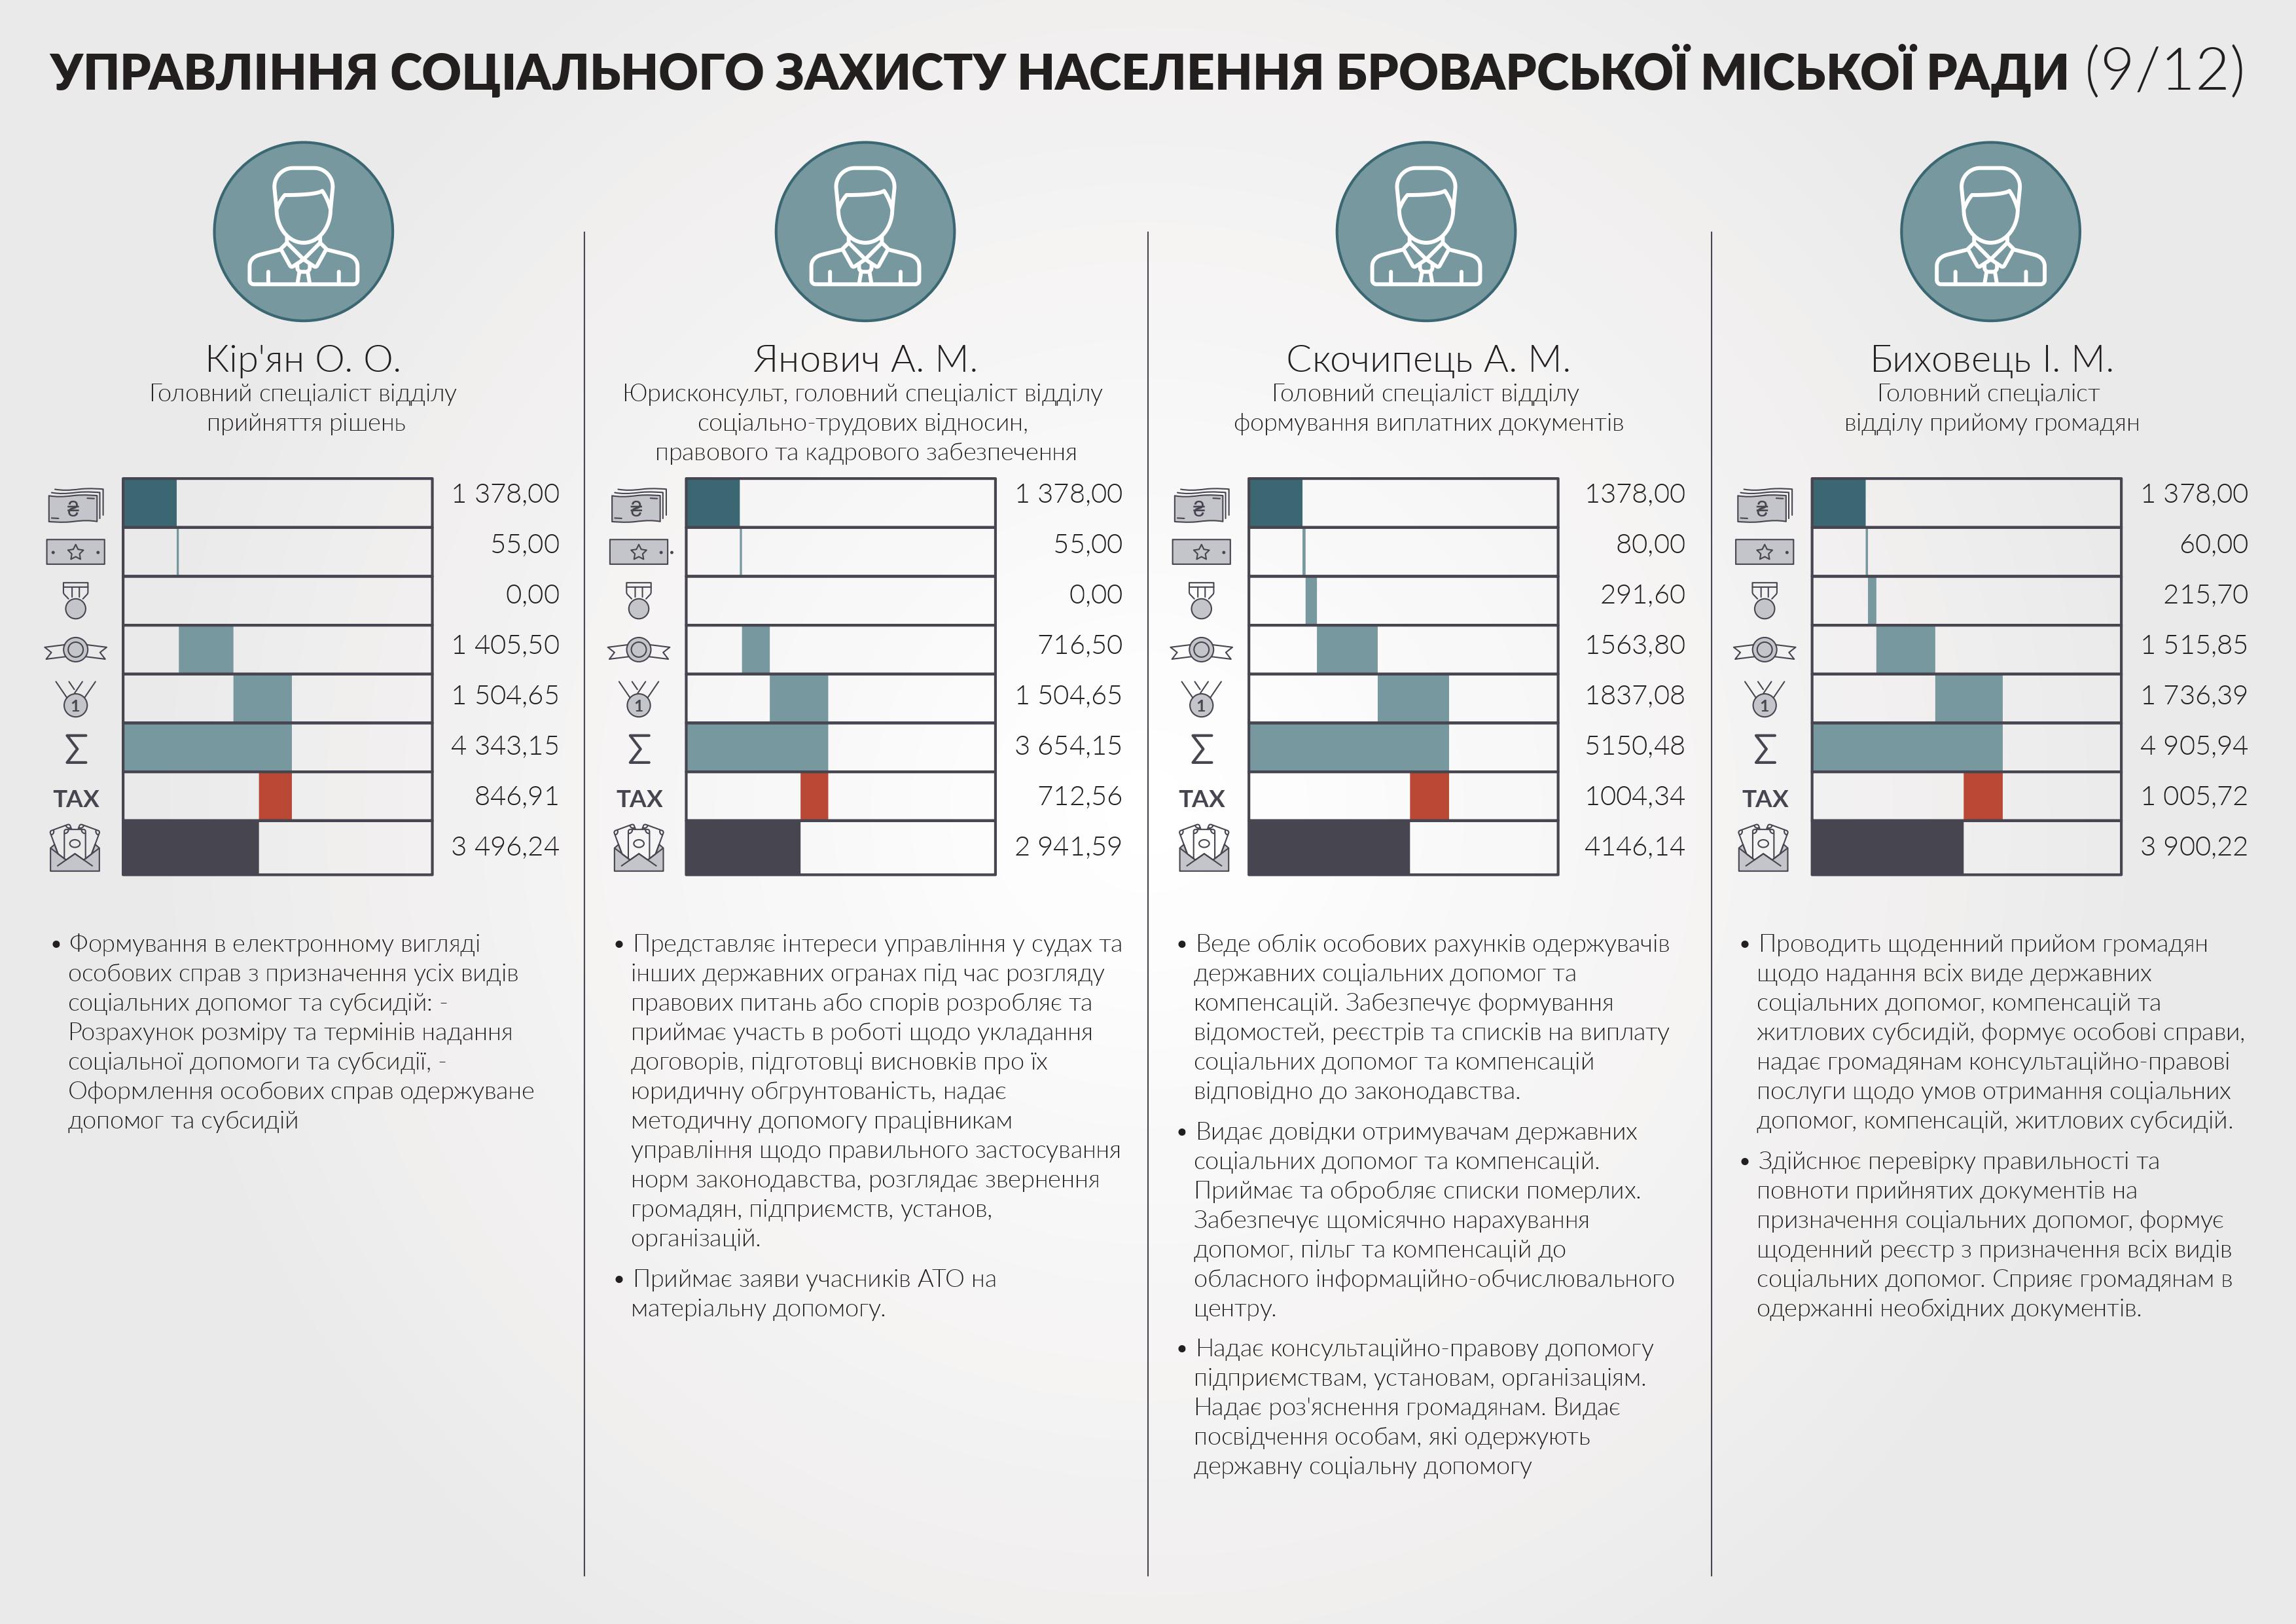 УПРАВЛІННЯ СОЦІАЛЬНОГО ЗАХИСТУ НАСЕЛЕННЯ БРОВАРСЬКОЇ МІСЬКОЇ РАДИ (9/12)
Кір'ян О. О.
Головний спеціаліст відділу
прийняття рішень
₴ 1 378,00
55,00
0,00
1 405,50
1 1 504,65
Σ 4 343,15
TAX 846,91
3 496,24
• Формування в електронному вигляді
особових справ з призначення усіх видів
соціальних допомог та субсидій: -
Розрахунок розміру та термінів надання
соціальної допомоги та субсидії, -
Оформлення особових справ одержуване
допомог та субсидій
Янович А. М.
Юрисконсульт, головний спеціаліст відділу
соціально-трудових відносин,
правового та кадрового забезпечення
₴ 1 378,00
55,00
0,00
716,50
1 1 504,65
Σ 3 654,15
TAX 712,56
2 941,59
• Представляє інтереси управління у судах та
інших державних огранах під час розгляду
правових питань або спорів розробляє та
приймає участь в роботі щодо укладання
договорів, підготовці висновків про їх
юридичну обгрунтованість, надає
методичну допомогу працівникам
управління щодо правильного застосування
норм законодавства, розглядає звернення
громадян, підприємств, установ,
організацій.
• Приймає заяви учасників АТО на
матеріальну допомогу.
Скочипець А. М.
Головний спеціаліст відділу
формування виплатних документів
₴ 1378,00
80,00
291,60
1563,80
1 1837,08
Σ 5150,48
TAX 1004,34
4146,14
• Веде облік особових рахунків одержувачів
державних соціальних допомог та
компенсацій. Забезпечує формування
відомостей, реєстрів та списків на виплату
соціальних допомог та компенсацій
відповідно до законодавства.
• Видає довідки отримувачам державних
соціальних допомог та компенсацій.
Приймає та обробляє списки померлих.
Забезпечує щомісячно нарахування
допомог, пільг та компенсацій до
обласного інформаційно-обчислювального
центру.
• Надає консультаційно-правову допомогу
підприємствам, установам, організаціям.
Надає роз'яснення громадянам. Видає
посвідчення особам, які одержують
державну соціальну допомогу
Биховець І. М.
Головний спеціаліст
відділу прийому громадян
₴ 1 378,00
60,00
215,70
1 515,85
1 1 736,39
Σ 4 905,94
TAX 1 005,72
3 900,22
• Проводить щоденний прийом громадян
щодо надання всіх виде державних
соціальних допомог, компенсацій та
житлових субсидій, формує особові справи,
надає громадянам консультаційно-правові
послуги щодо умов отримання соціальних
допомог, компенсацій, житлових субсидій.
• Здійснює перевірку правильності та
повноти прийнятих документів на
призначення соціальних допомог, формує
щоденний реєстр з призначення всіх видів
соціальних допомог. Сприяє громадянам в
одержанні необхідних документів.